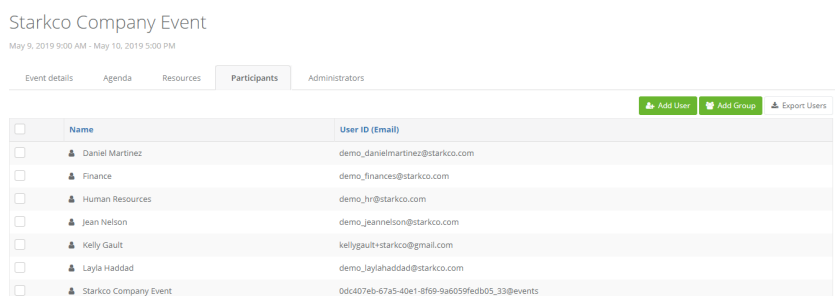 Starkco Company Event
May 9, 2019 9:00 AM - May 10, 2019 5:00 PM
Event details Agenda Resources Participants Administrators
Add User Add Group Export Users
Name User ID (Email)
Daniel Martinez demo_danielmartinez@starkco.com
Finance demo_finances@starkco.com
Human Resources demo_hr@starkco.com
Jean Nelson demo_jeannelson@starkco.com
Kelly Gault kellygault+starkco@gmail.com
Layla Haddad demo_laylahaddad@starkco.com
Starkco Company Event 0dc407eb-67a5-40e1-8f69-9a6059fedb05_33@events